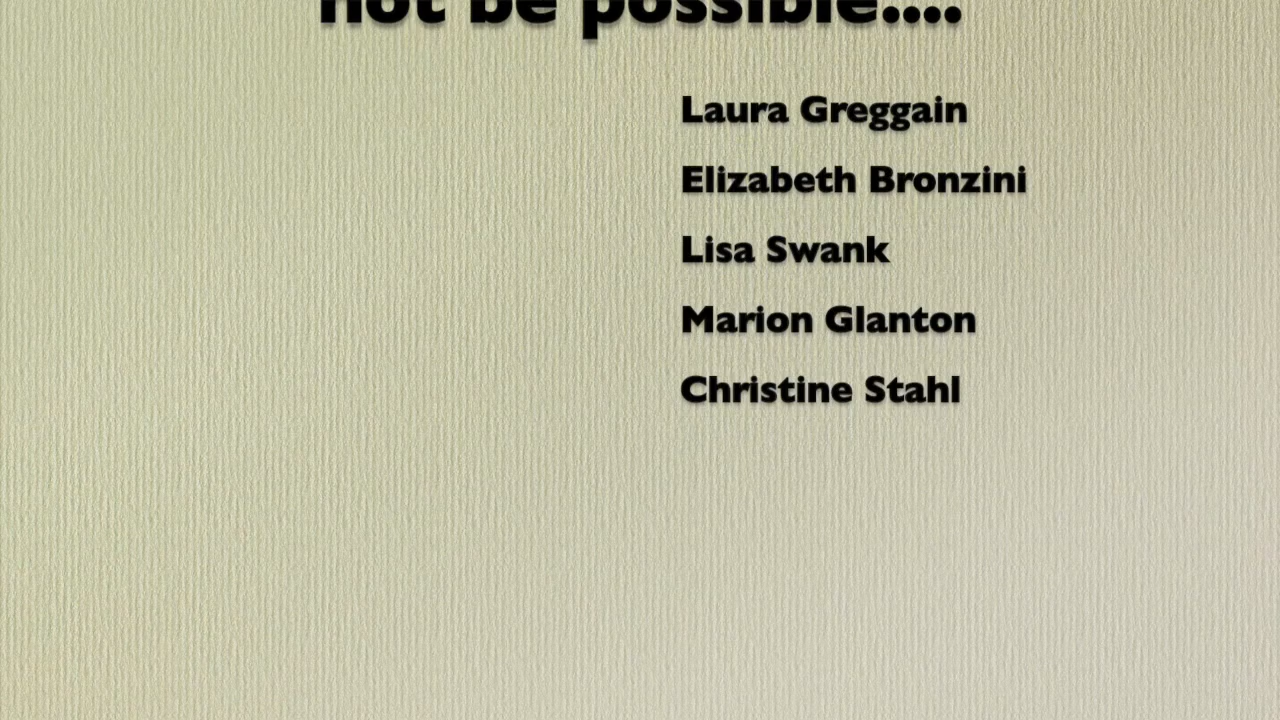 not be possible....
Laura Greggain
Elizabeth Bronzini
Lisa Swank
Marion Glanton
Christine Stahl